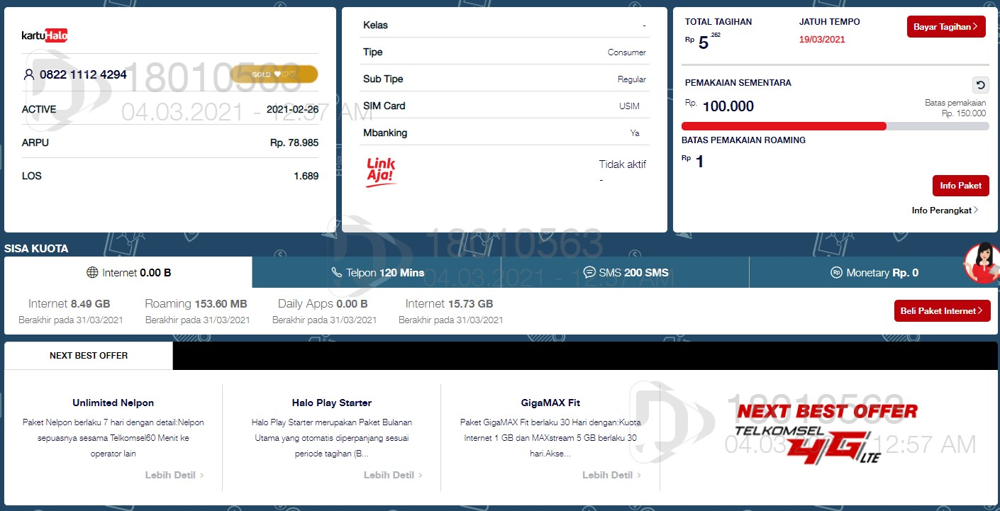 kartuHalo
0822 1112 4294
GOLD
ACTIVE 2021-02-26
ARPU Rp. 78.985
LOS 1.689
18010563
04.03.2021 - 12:57 AM
Kelas -
Tipe Consumer
Sub Tipe Regular
SIM Card USIM
Mbanking Ya
Link
Aja!
Tidak aktif
-
TOTAL TAGIHAN JATUH TEMPO
Rp 5.262 19/03/2021
Bayar Tagihan
PEMAKAIAN SEMENTARA
Rp. 100.000
Batas pemakaian
Rp. 150.000
BATAS PEMAKAIAN ROAMING
Rp 1
Info Paket
Info Perangkat
18010563
04.03.2021 - 12:57 AM
SISA KUOTA
Internet 0.00 B Telpon 120 Mins SMS 200 SMS Monetary Rp. 0
Internet 8.49 GB Roaming 153.60 MB Daily Apps 0.00 B Internet 15.73 GB
Berakhir pada 31/03/2021 Berakhir pada 31/03/2021 Berakhir pada 31/03/2021 Berakhir pada 31/03/2021
Beli Paket Internet
NEXT BEST OFFER
Unlimited Nelpon
Paket Nelpon berlaku 7 hari dengan detail:Nelpon
sepuasnya sesama Telkomsel60 Menit ke
operator lain
Lebih Detil
Halo Play Starter
Halo Play Starter merupakan Paket Bulanan
Utama yang otomatis diperpanjang sesuai
periode tagihan (B...
Lebih Detil
GigaMAX Fit
Paket GigaMAX Fit berlaku 30 Hari dengan:Kuota
Internet 1 GB dan MAXstream 5 GB berlaku 30
hari.Akse...
Lebih Detil
18010563
04.03.2021 - 12:57 AM
NEXT BEST OFFER
TELKOMSEL
4G LTE